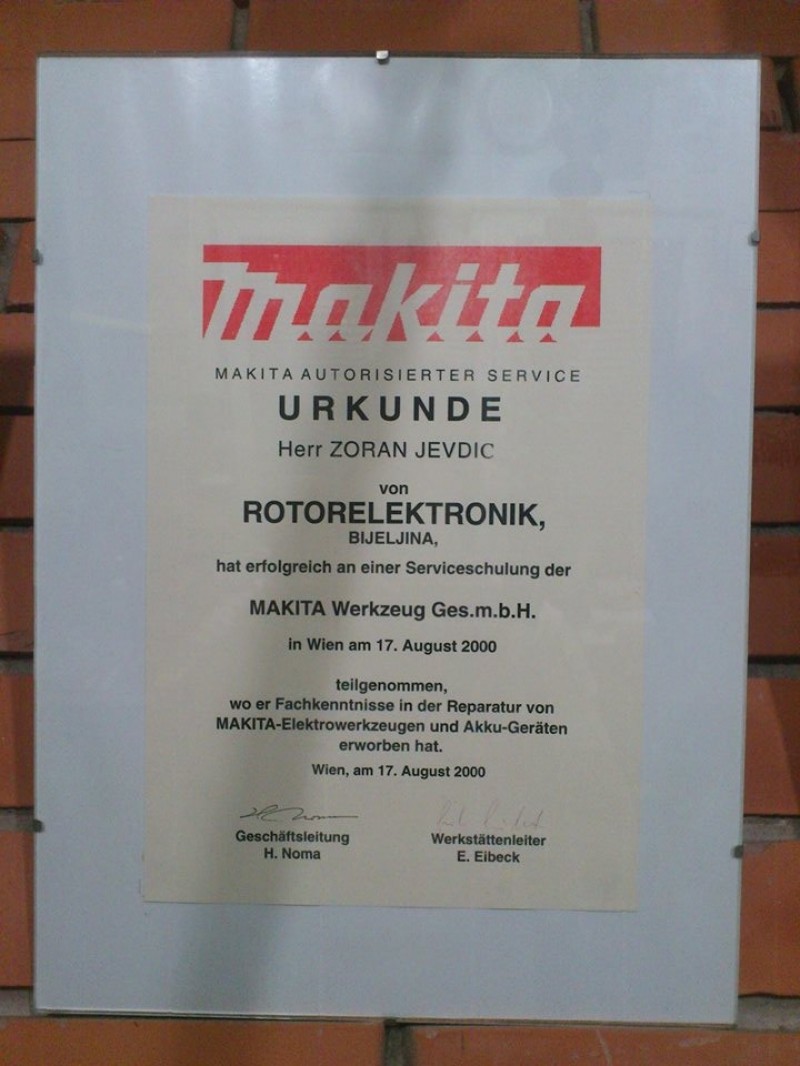 makita
MAKITA AUTORISIERTER SERVICE
URKUNDE
Herr ZORAN JEVDIC
von
ROTORELEKTRONIK,
BIJELJINA,
hat erfolgreich an einer Serviceschulung der
MAKITA Werkzeug Ges.m.b.H.
in Wien am 17. August 2000
teilgenommen,
wo er Fachkenntnisse in der Reparatur von
MAKITA-Elektrowerkzeugen und Akku-Geräten
erworben hat.
Wien, am 17. August 2000
Geschäftsleitung Werkstättenleiter
H. Noma E. Eibeck